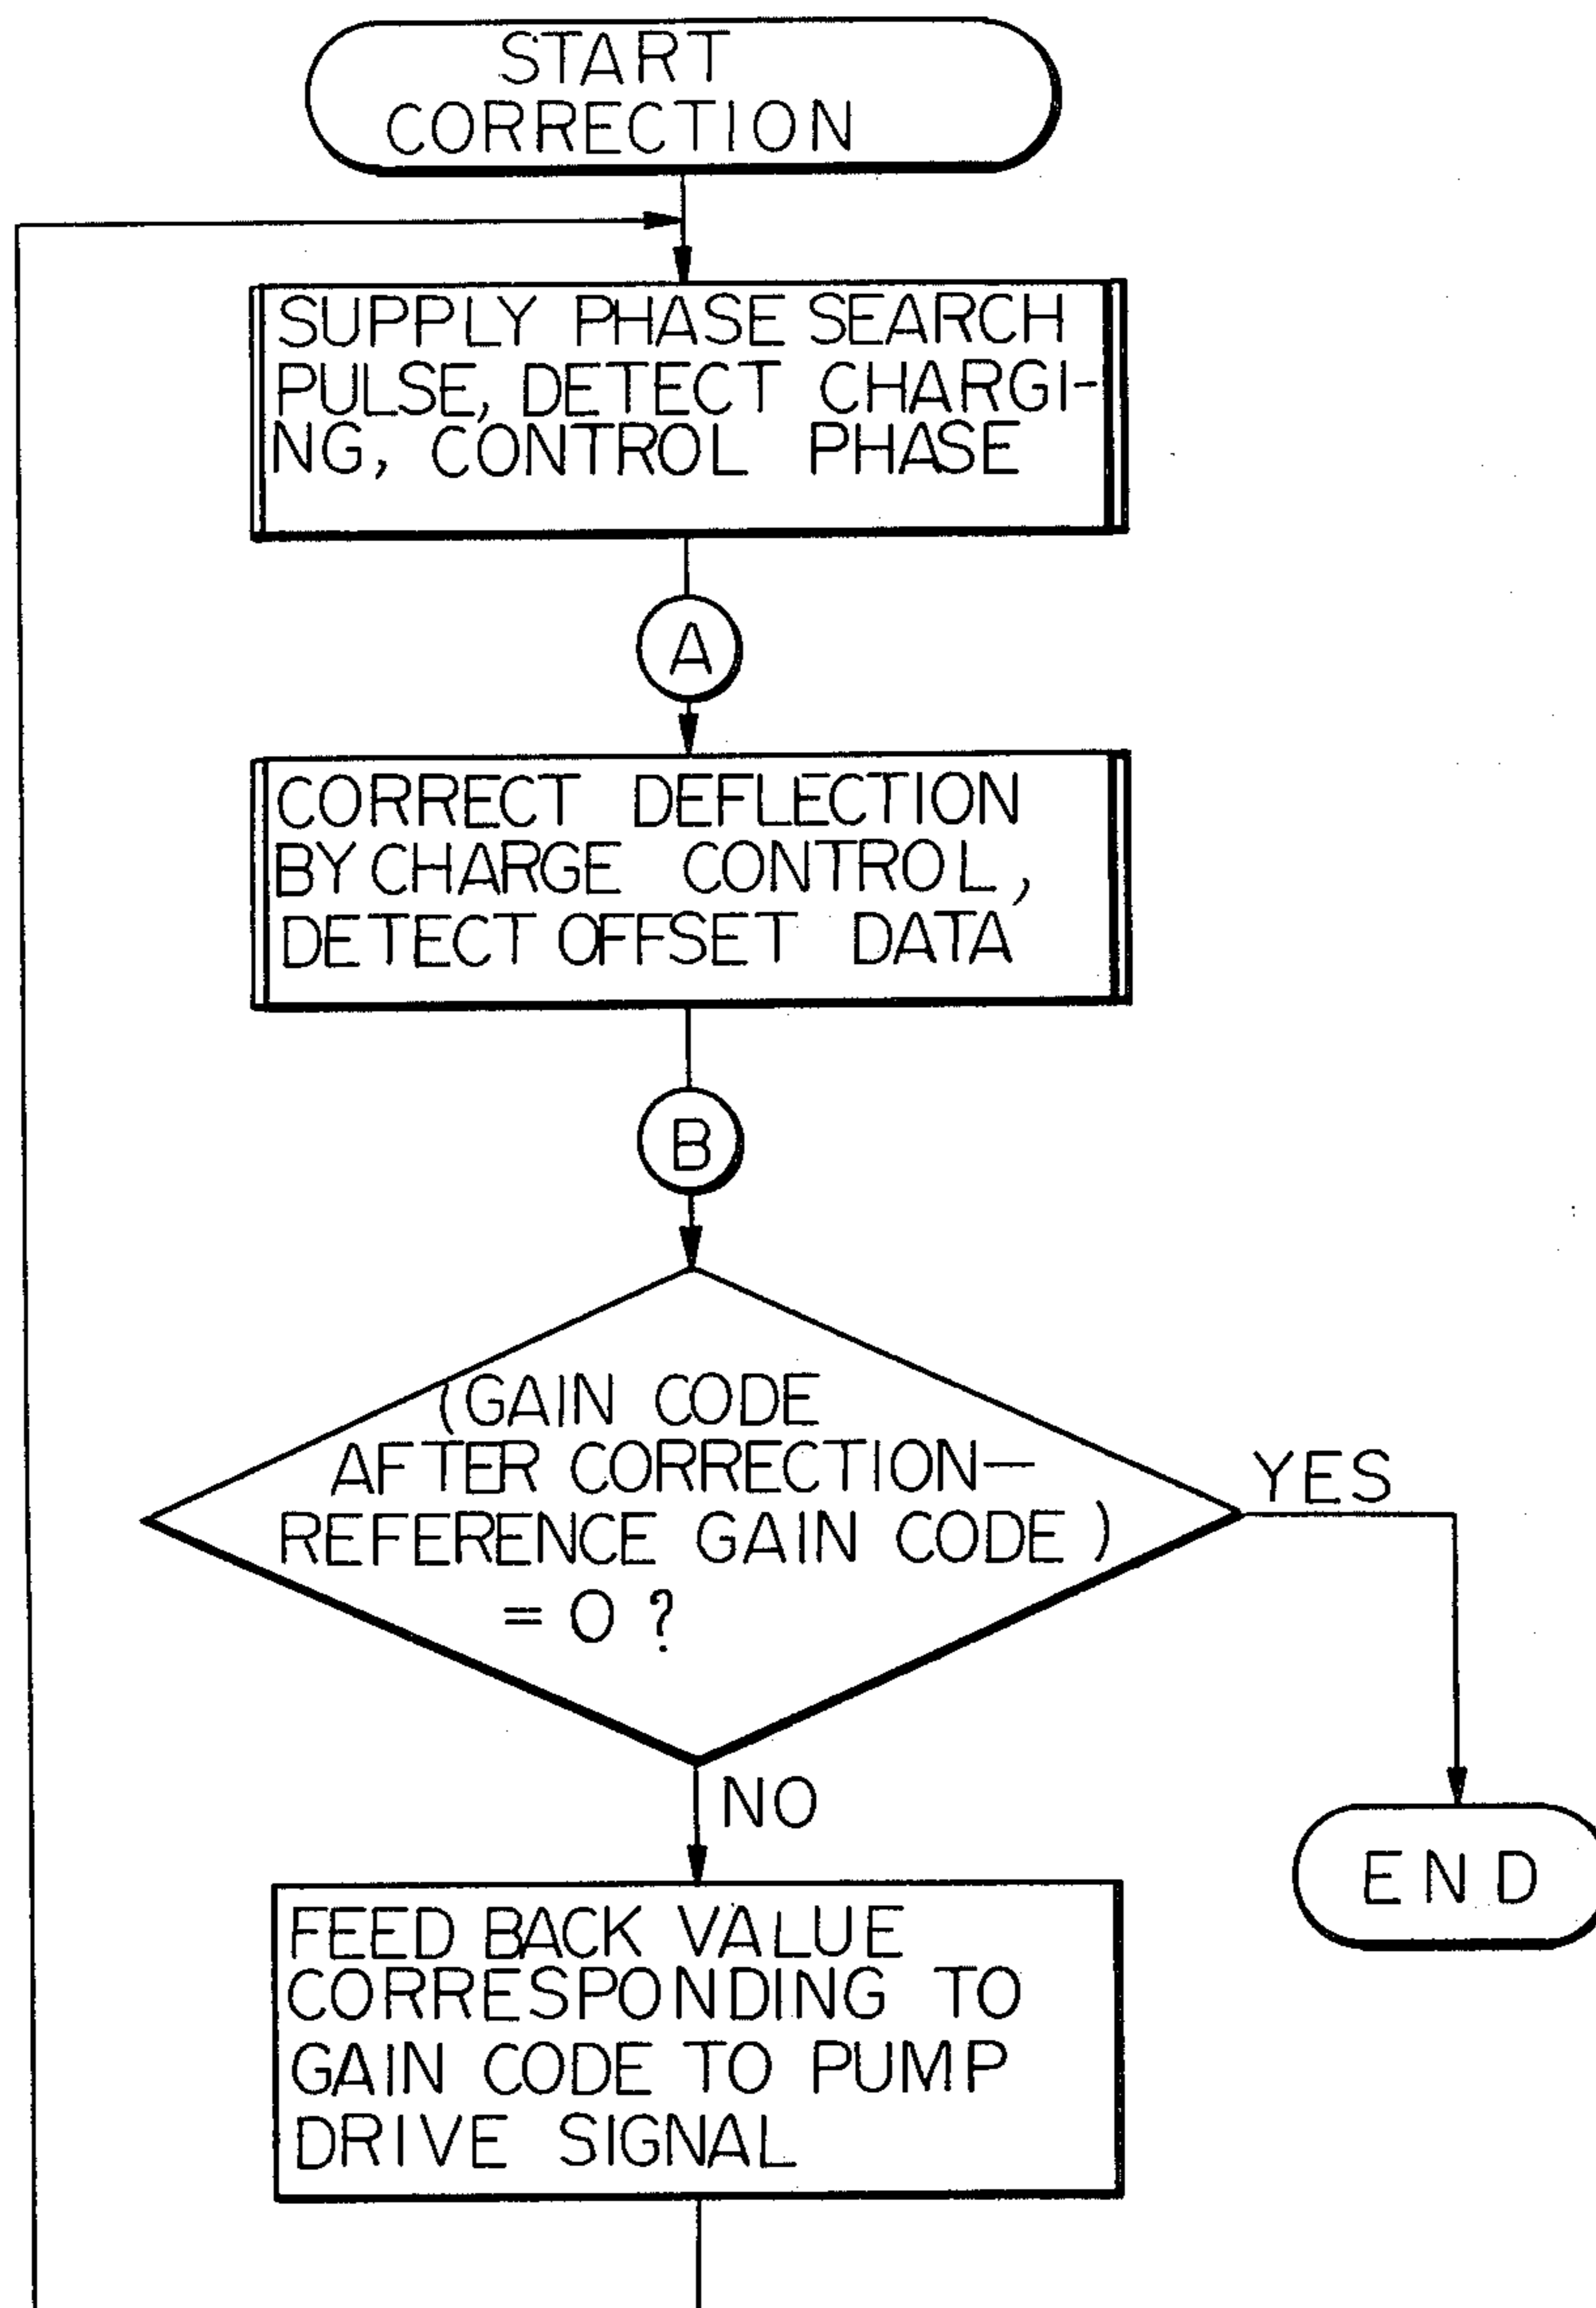 START
CORRECTION
SUPPLY PHASE SEARCH
PULSE, DETECT CHARGI-
NG, CONTROL PHASE
A
CORRECT DEFLECTION
BY CHARGE CONTROL,
DETECT OFFSET DATA
B
(GAIN CODE
AFTER CORRECTION—
REFERENCE GAIN CODE)
= 0 ?
YES
NO
END
FEED BACK VALUE
CORRESPONDING TO
GAIN CODE TO PUMP
DRIVE SIGNAL